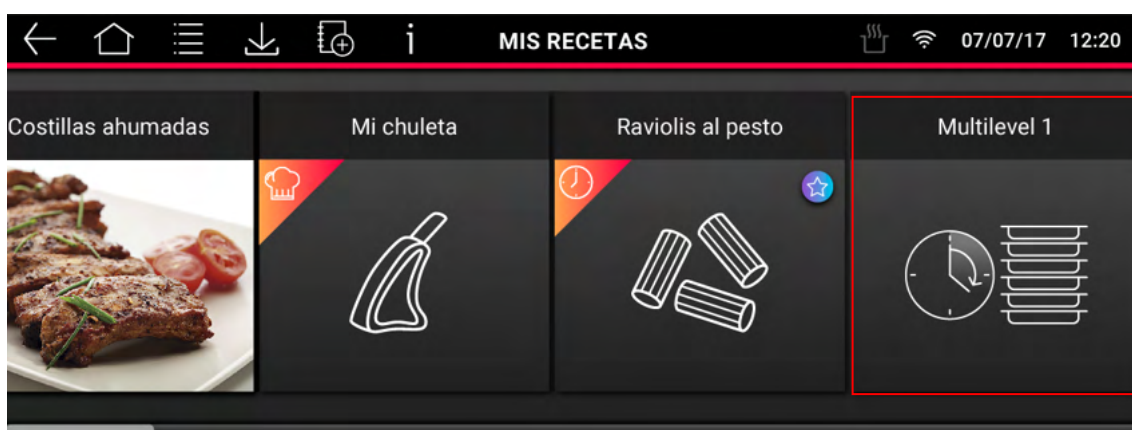 MIS RECETAS
07/07/17 12:20
Costillas ahumadas
Mi chuleta
Raviolis al pesto
Multilevel 1